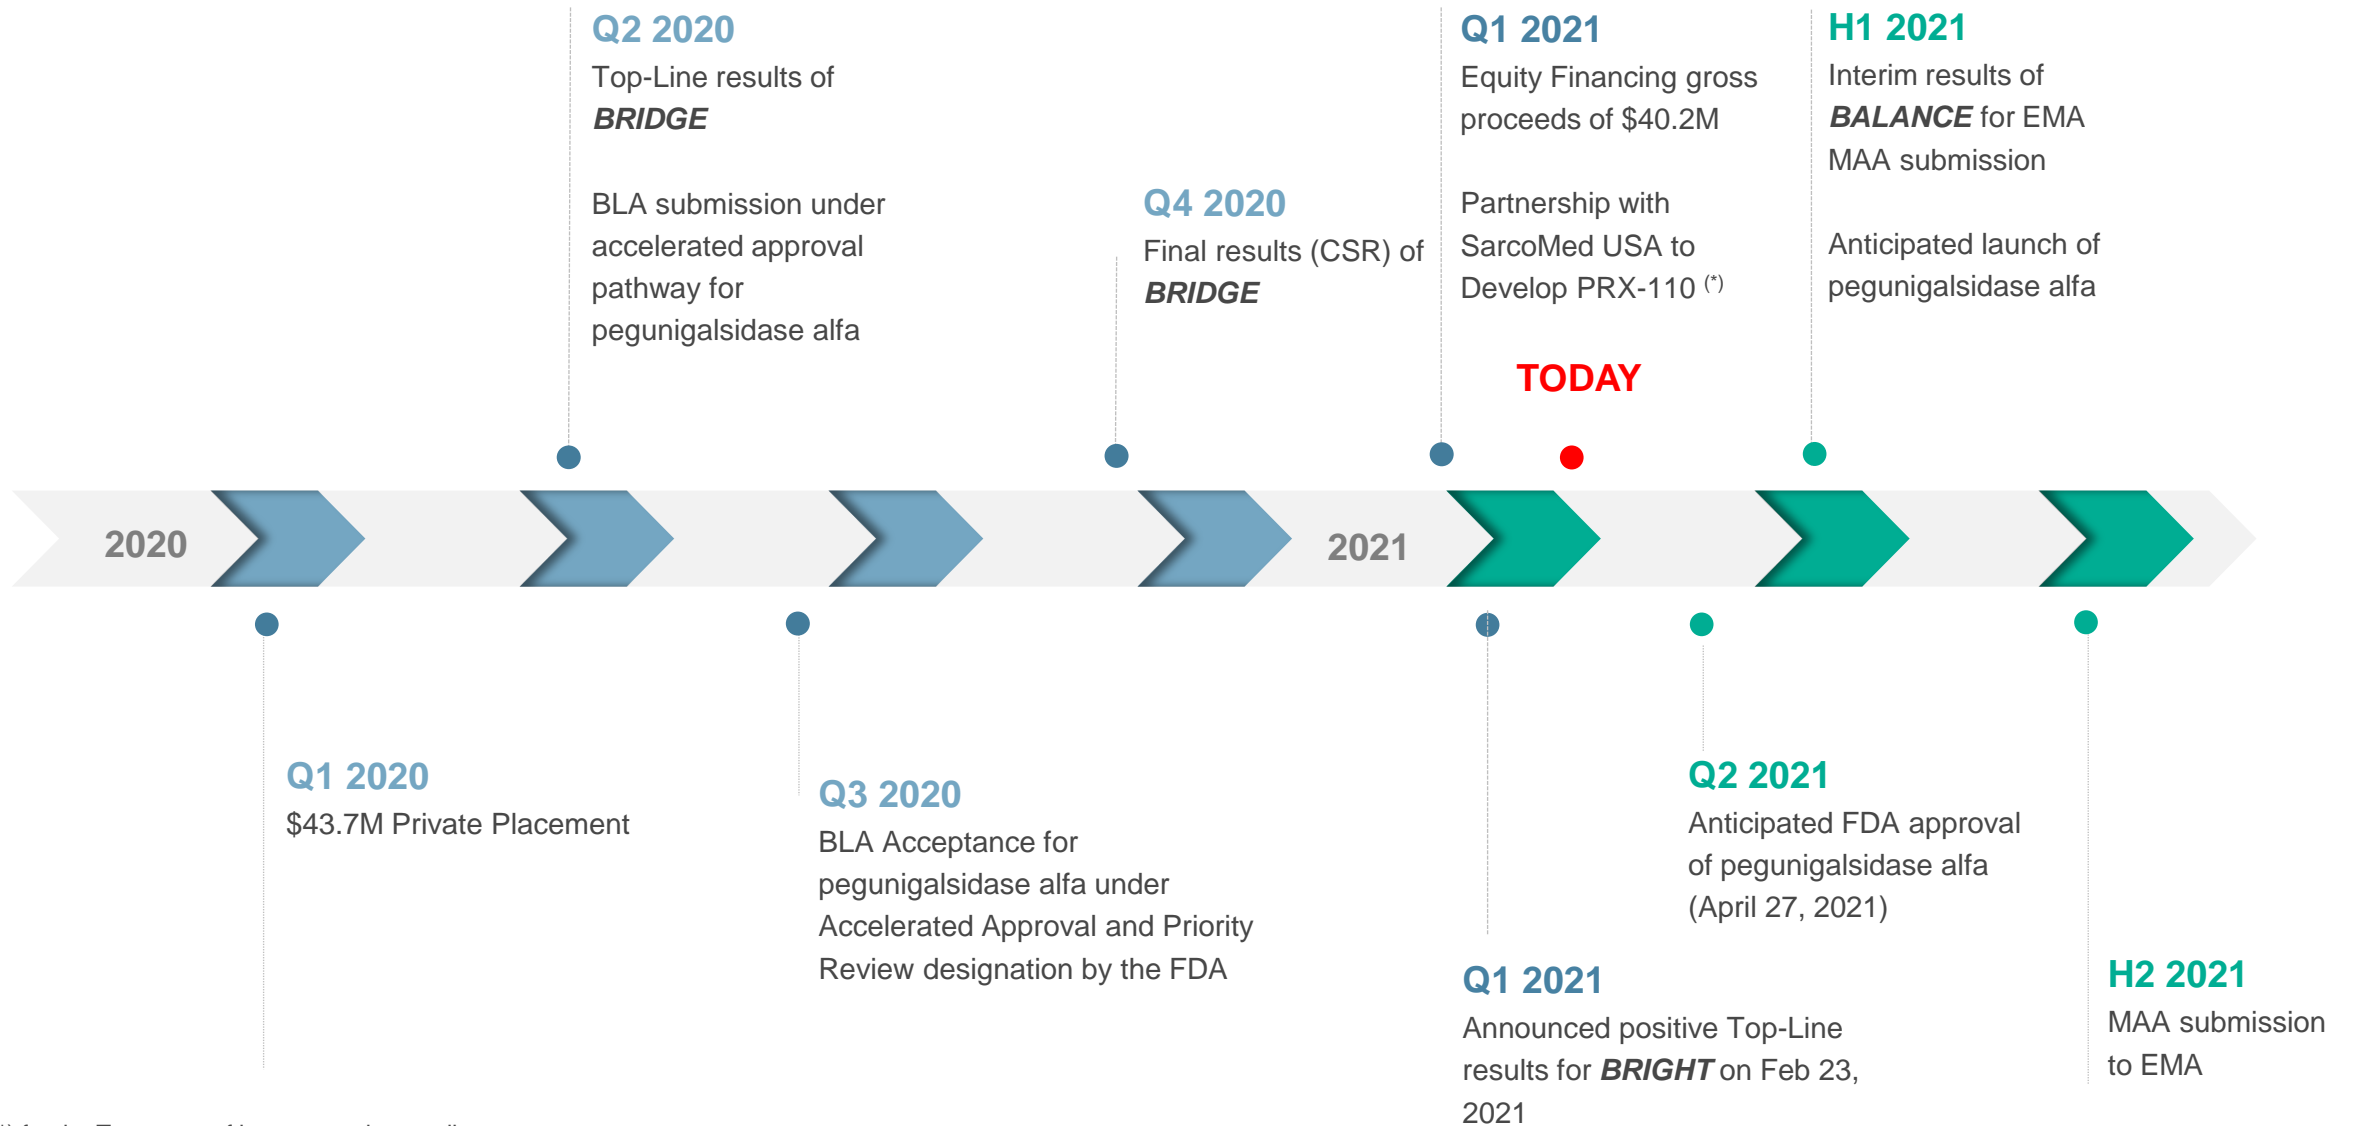 Q2 2020
Top-Line results of
BRIDGE
BLA submission under
accelerated approval
pathway for
pegunigalsidase alfa
Q4 2020
Final results (CSR) of
BRIDGE
Q1 2021
Equity Financing gross
proceeds of $40.2M
Partnership with
SarcoMed USA to
Develop PRX-110 (*)
TODAY
H1 2021
Interim results of
BALANCE for EMA
MAA submission
Anticipated launch of
pegunigalsidase alfa
2020
2021
Q1 2020
$43.7M Private Placement
Q3 2020
BLA Acceptance for
pegunigalsidase alfa under
Accelerated Approval and Priority
Review designation by the FDA
Q1 2021
Announced positive Top-Line
results for BRIGHT on Feb 23,
2021
Q2 2021
Anticipated FDA approval
of pegunigalsidase alfa
(April 27, 2021)
H2 2021
MAA submission
to EMA